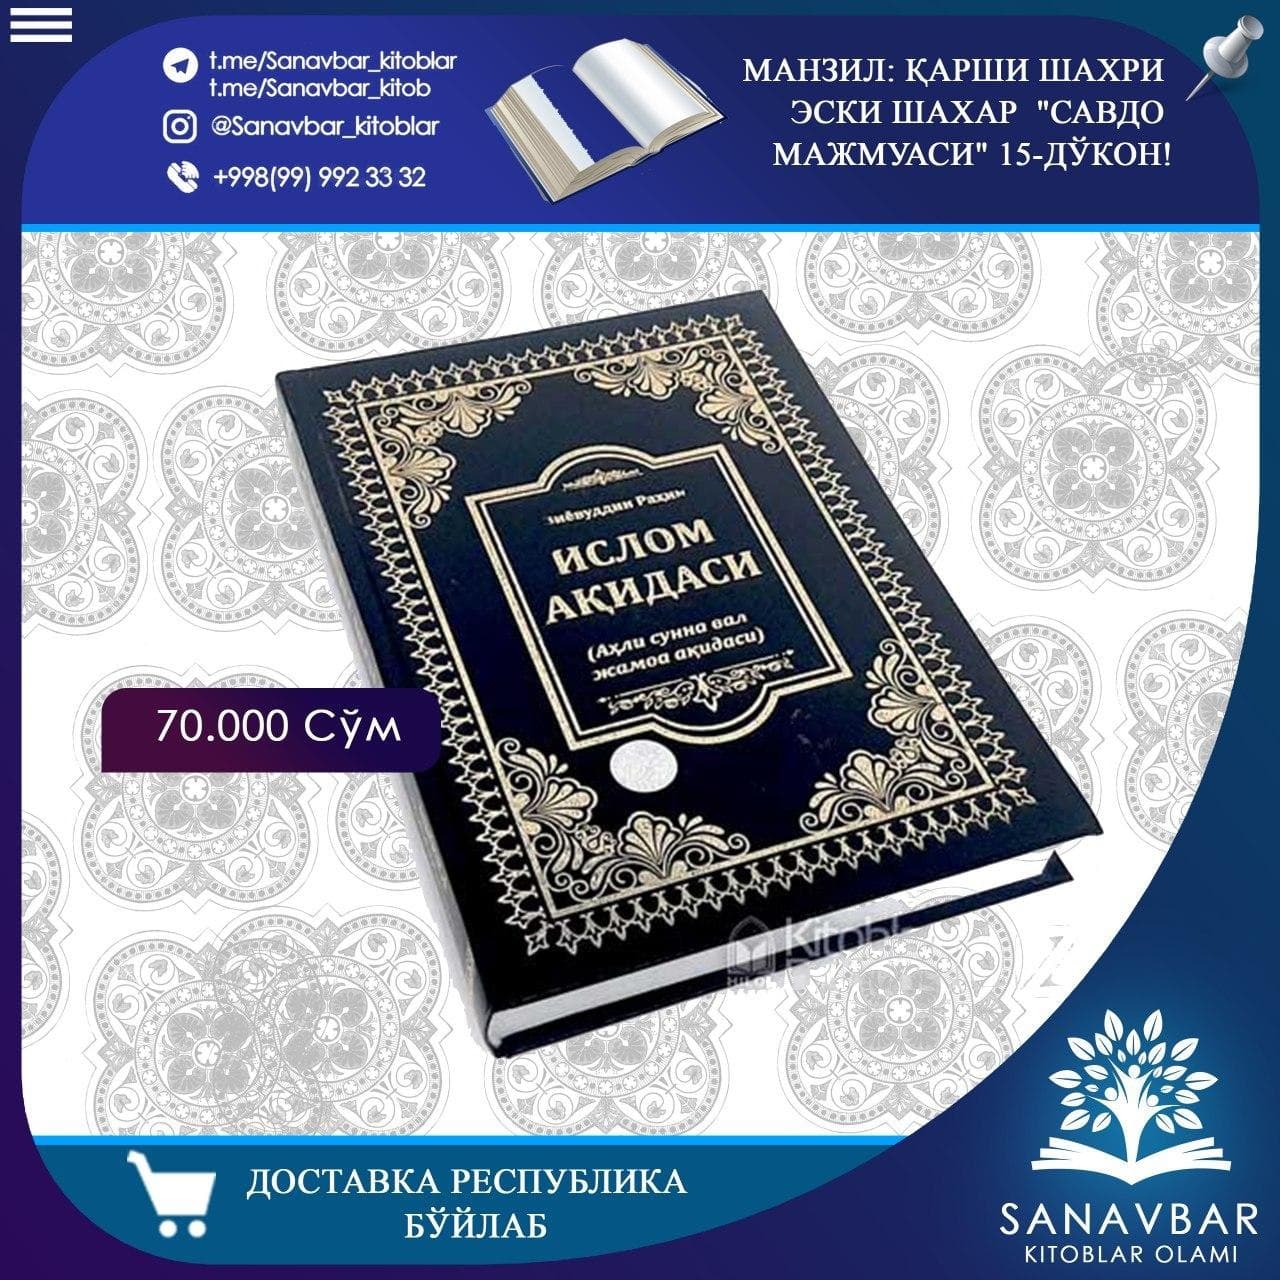 t.me/Sanavbar_kitoblar
t.me/Sanavbar_kitob
@Sanavbar_kitoblar
+998(99) 992 33 32
МАНЗИЛ: ҚАРШИ ШАХРИ
ЭСКИ ШАХАР "САВДО
МАЖМУАСИ" 15-ДЎКОН!
зиёвуддин Раҳим
ИСЛОМ
АҚИДАСИ
(Аҳли сунна вал
жамоа ақидаси)
70.000 Сўм
Kitobl
ДОСТАВКА РЕСПУБЛИКА
БЎЙЛАБ
SANAVBAR
KITOBLAR OLAMI